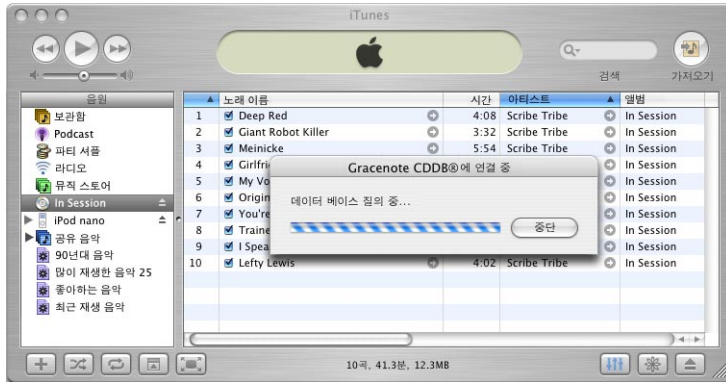 iTunes
검색
가져오기
음원
보관함
Podcast
파티 셔플
라디오
뮤직 스토어
In Session
iPod nano
공유 음악
90년대 음악
많이 재생한 음악 25
좋아하는 음악
최근 재생 음악
노래 이름 시간 아티스트 앨범
1 Deep Red 4:08 Scribe Tribe In Session
2 Giant Robot Killer 3:32 Scribe Tribe In Session
3 Meinicke 5:54 Scribe Tribe In Session
4 Girlfri In Session
5 My Vo In Session
6 Origin In Session
7 You're In Session
8 Traine In Session
9 I Spea In Session
10 Lefty Lewis 4:02 Scribe Tribe In Session
Gracenote CDDB®에 연결 중
데이터 베이스 질의 중...
중단
10곡, 41.3분, 12.3MB